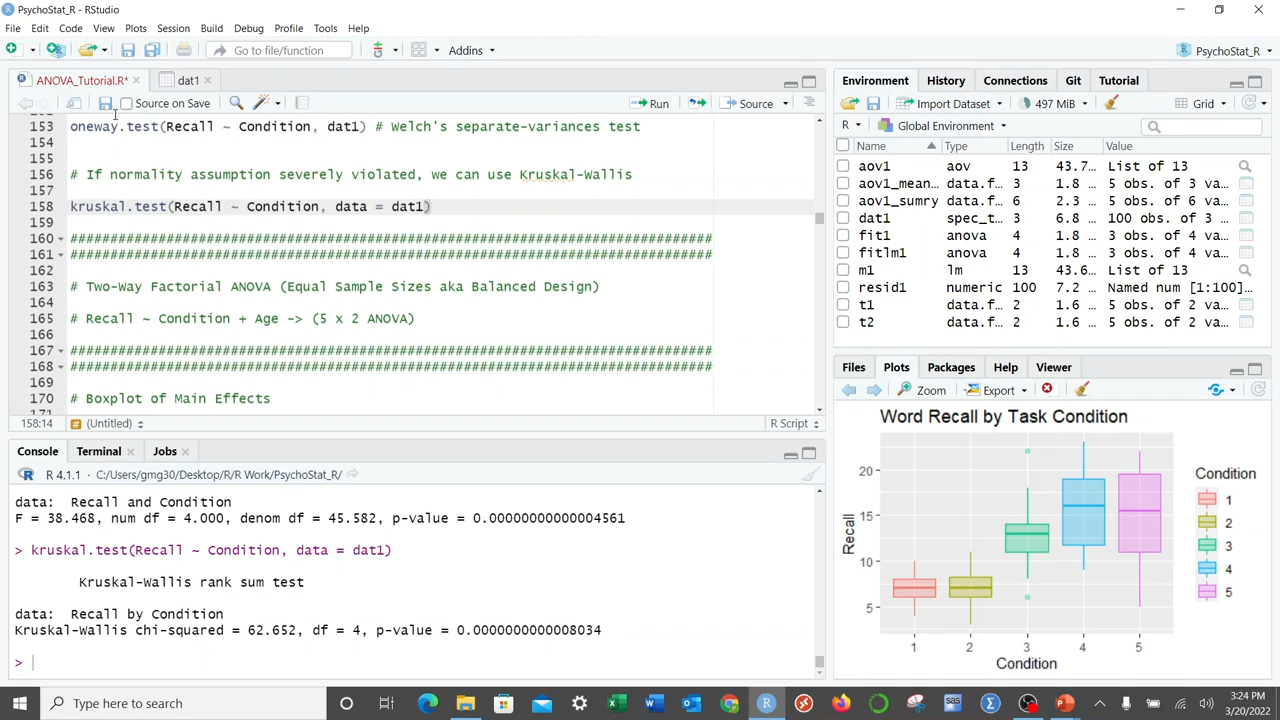 PsychoStat_R - RStudio
File Edit Code View Plots Session Build Debug Profile Tools Help
Go to file/function Addins PsychoStat_R
ANOVA_Tutorial.R* dat1
Source on Save Run Source
153 oneway.test(Recall ~ Condition, dat1) # Welch's separate-variances test
154
155
156 # If normality assumption severely violated, we can use Kruskal-Wallis
157
158 kruskal.test(Recall ~ Condition, data = dat1)
159
160 ################################################################################
161 ################################################################################
162
163 # Two-Way Factorial ANOVA (Equal Sample Sizes aka Balanced Design)
164
165 # Recall ~ Condition + Age -> (5 x 2 ANOVA)
166
167 ################################################################################
168 ################################################################################
169
170 # Boxplot of Main Effects
158:14 (Untitled) R Script
Console Terminal Jobs
R 4.1.1 · C:/Users/gmg30/Desktop/R/R Work/PsychoStat_R/
data: Recall and Condition
F = 38.468, num df = 4.000, denom df = 45.582, p-value = 0.00000000000004561
> kruskal.test(Recall ~ Condition, data = dat1)
Kruskal-Wallis rank sum test
data: Recall by Condition
Kruskal-Wallis chi-squared = 62.652, df = 4, p-value = 0.0000000000008034
>
Environment History Connections Git Tutorial
Import Dataset 497 MiB Grid
R Global Environment
Name Type Length Size Value
aov1 aov 13 43.7… List of 13
aov1_mean… data.f… 3 1.8 … 5 obs. of 3 va…
aov1_sumry data.f… 6 2.3 … 5 obs. of 6 va…
dat1 spec_t… 3 6.8 … 100 obs. of 3 …
fit1 anova 4 1.8 … 3 obs. of 4 va…
fitlm1 anova 4 1.8 … 3 obs. of 4 va…
m1 lm 13 43.6… List of 13
resid1 numeric 100 7.2 … Named num [1:100]…
t1 data.f… 2 1.6 … 5 obs. of 2 va…
t2 data.f… 2 1.6 … 5 obs. of 2 va…
Files Plots Packages Help Viewer
Zoom Export
Word Recall by Task Condition
Recall
20
15
10
5
1 2 3 4 5
Condition
Condition
1
2
3
4
5
Type here to search
3:24 PM
3/20/2022